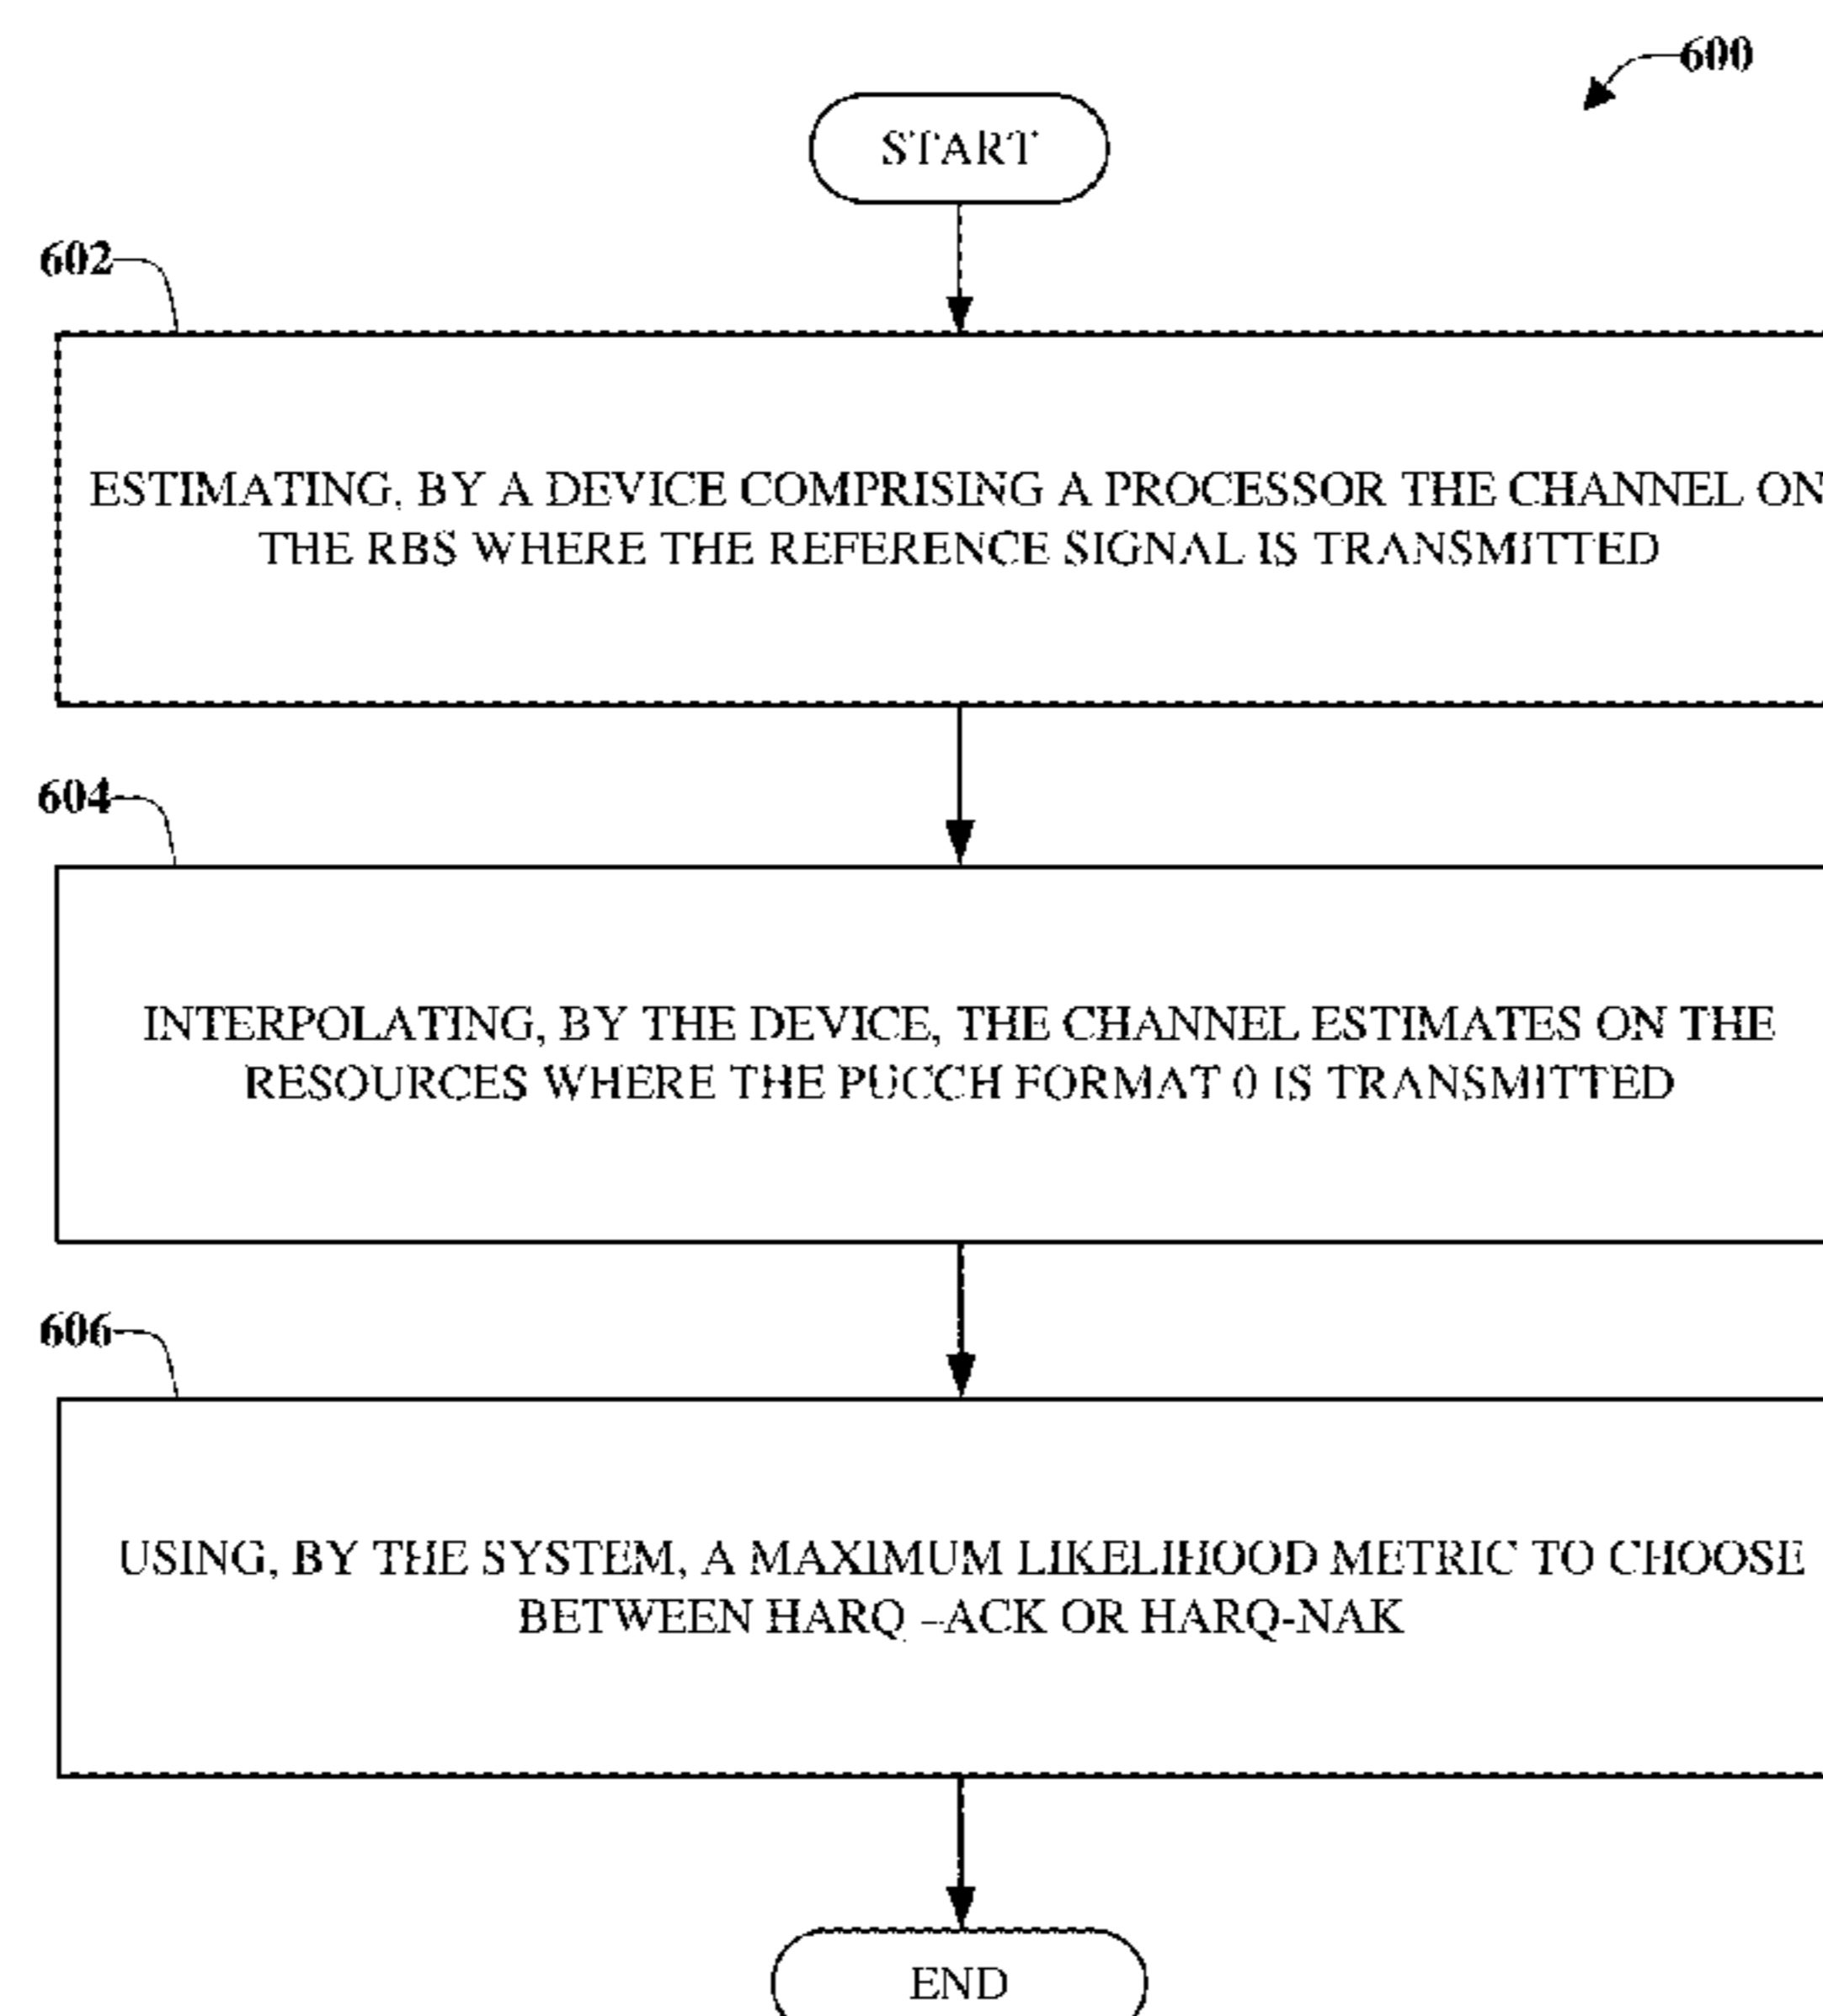 600
START
602
ESTIMATING, BY A DEVICE COMPRISING A PROCESSOR THE CHANNEL ON
THE RBS WHERE THE REFERENCE SIGNAL IS TRANSMITTED
604
INTERPOLATING, BY THE DEVICE, THE CHANNEL ESTIMATES ON THE
RESOURCES WHERE THE PUCCH FORMAT 0 IS TRANSMITTED
606
USING, BY THE SYSTEM, A MAXIMUM LIKELIHOOD METRIC TO CHOOSE
BETWEEN HARQ –ACK OR HARQ-NAK
END